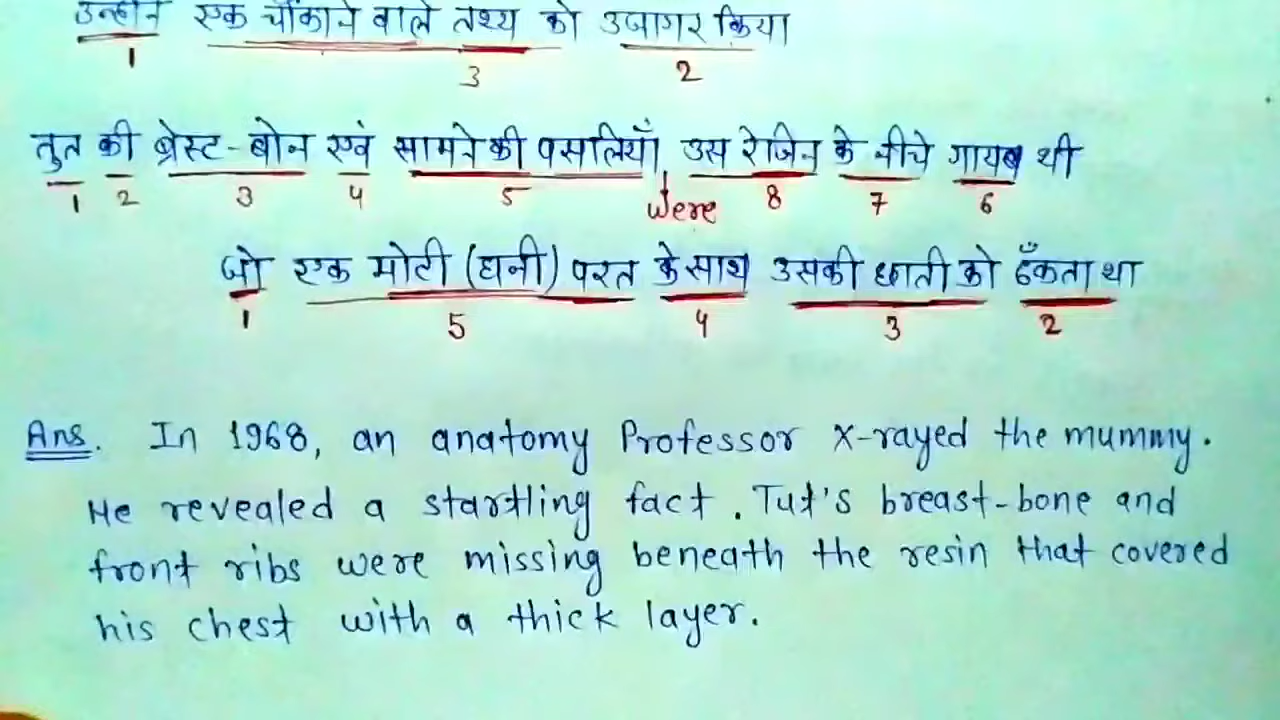 उन्होंने एक चौंकाने वाले तथ्य को उजागर किया
1 3 2
तुत की ब्रेस्ट-बोन एवं सामने की पसलियाँ उस रेजिन के नीचे गायब थी
1 2 3 4 5 were 8 7 6
जो एक मोटी (घनी) परत के साथ उसकी छाती को ढँकता था
1 5 4 3 2
Ans. In 1968, an anatomy Professor X-rayed the mummy.
He revealed a startling fact. Tut's breast-bone and
front ribs were missing beneath the resin that covered
his chest with a thick layer.